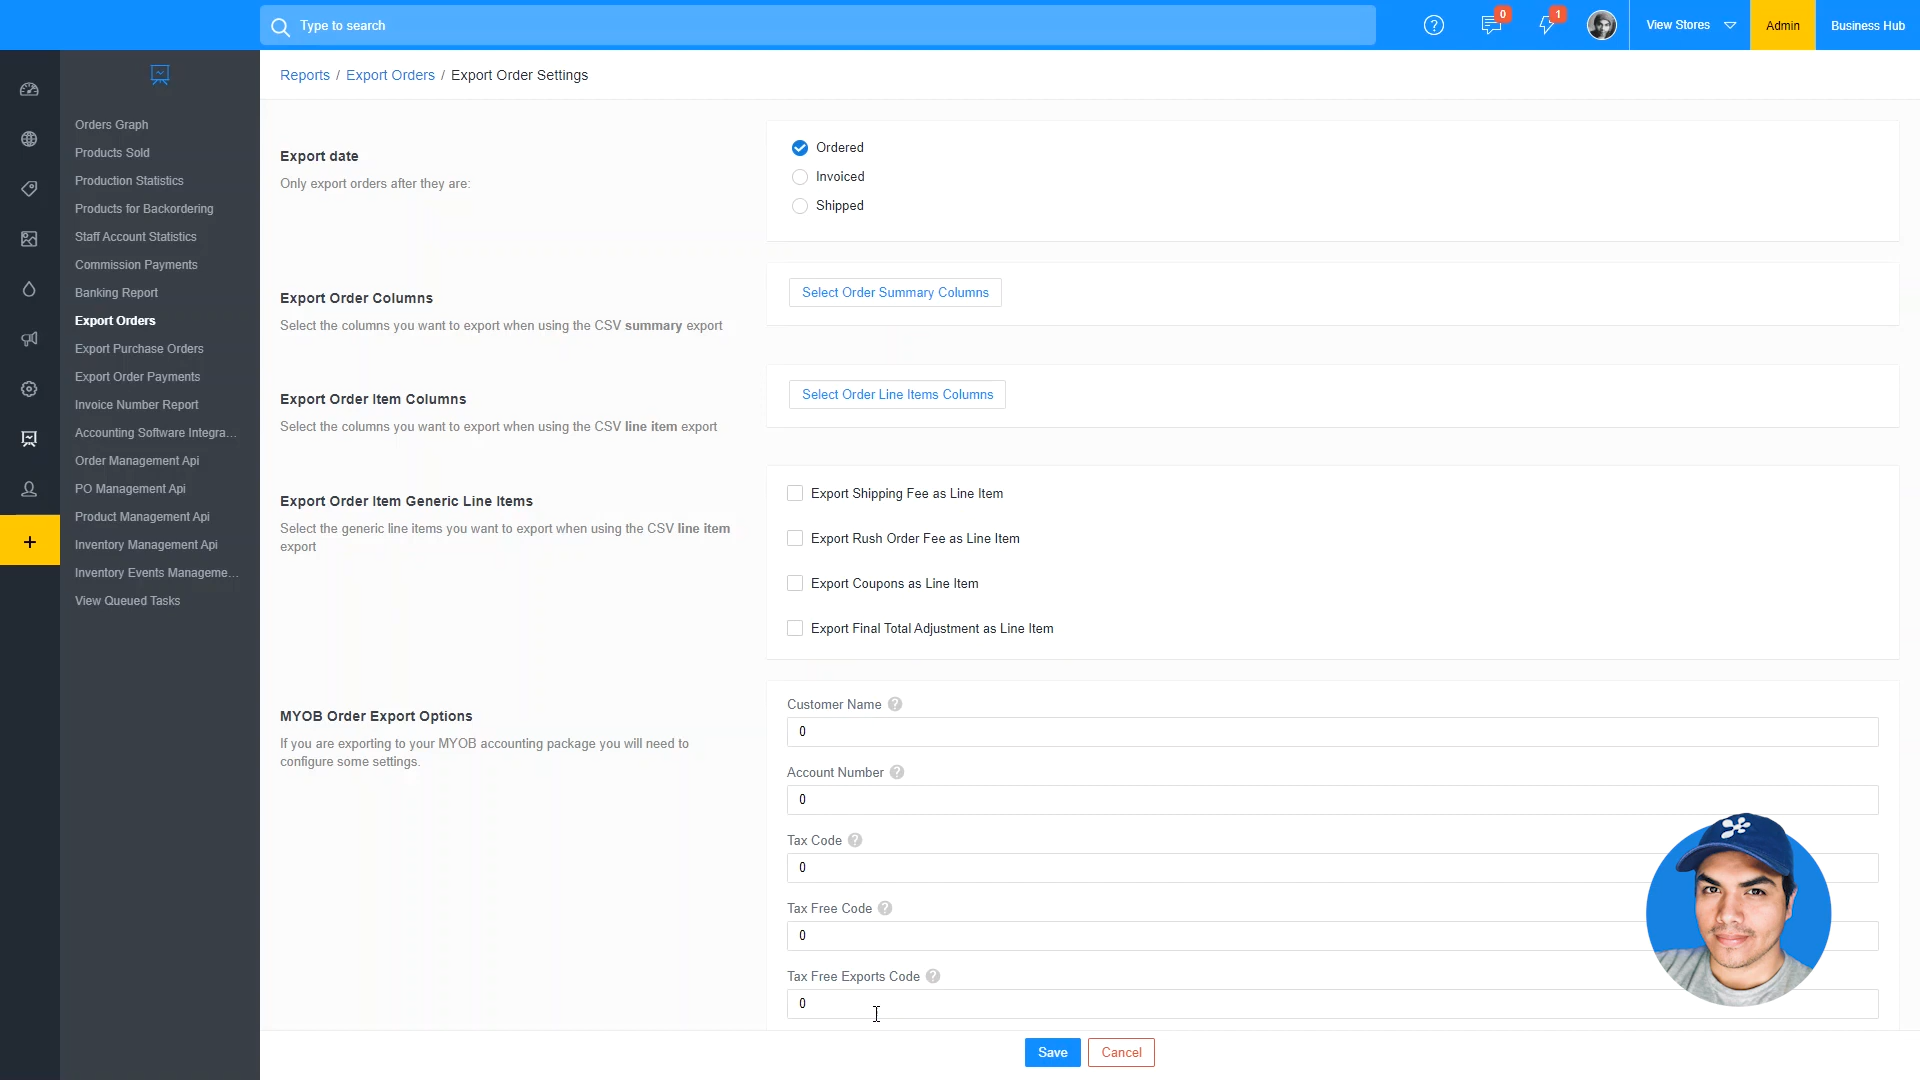 Type to search
0
1
View Stores
Admin
Business Hub
Reports / Export Orders / Export Order Settings
Orders Graph
Products Sold
Production Statistics
Products for Backordering
Staff Account Statistics
Commission Payments
Banking Report
Export Orders
Export Purchase Orders
Export Order Payments
Invoice Number Report
Accounting Software Integra...
Order Management Api
PO Management Api
Product Management Api
Inventory Management Api
Inventory Events Manageme...
View Queued Tasks
Export date
Only export orders after they are:
Ordered
Invoiced
Shipped
Export Order Columns
Select the columns you want to export when using the CSV summary export
Select Order Summary Columns
Export Order Item Columns
Select the columns you want to export when using the CSV line item export
Select Order Line Items Columns
Export Order Item Generic Line Items
Select the generic line items you want to export when using the CSV line item
export
Export Shipping Fee as Line Item
Export Rush Order Fee as Line Item
Export Coupons as Line Item
Export Final Total Adjustment as Line Item
MYOB Order Export Options
If you are exporting to your MYOB accounting package you will need to
configure some settings.
Customer Name ?
0
Account Number ?
0
Tax Code ?
0
Tax Free Code ?
0
Tax Free Exports Code ?
0
Save
Cancel